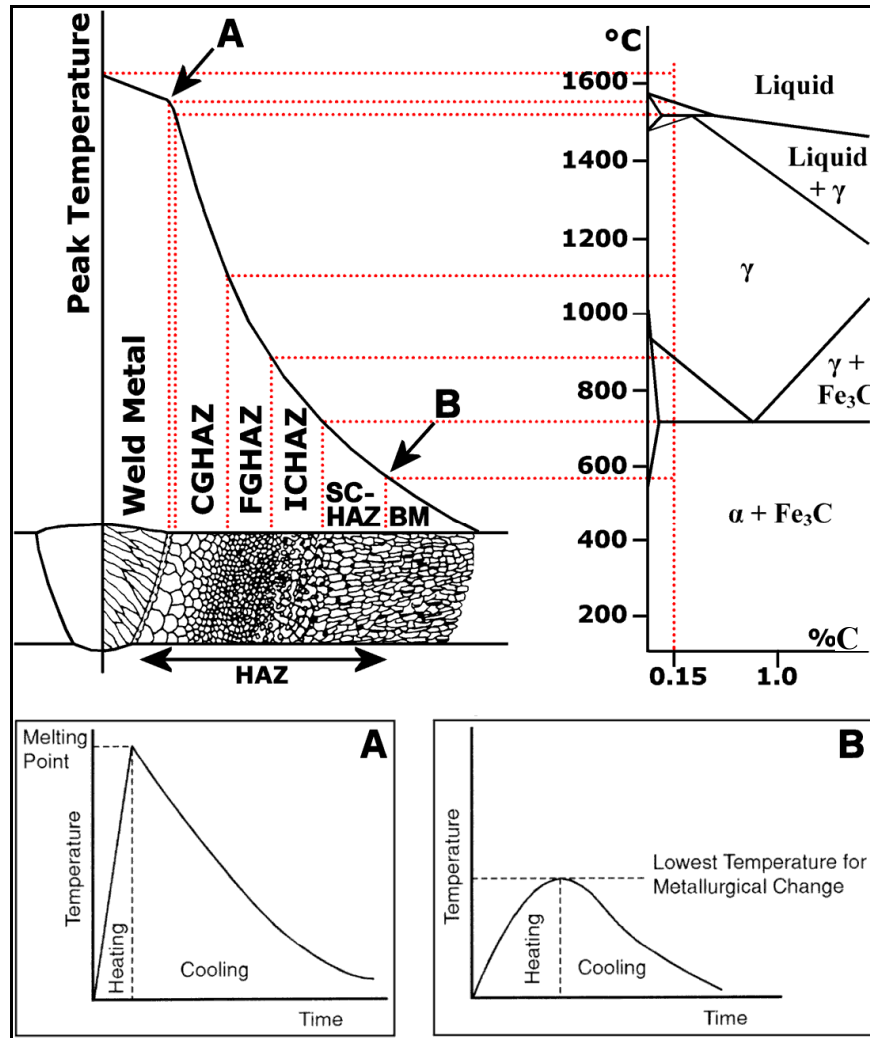 A
Peak Temperature
Weld Metal
CGHAZ
FGHAZ
ICHAZ
SC-
HAZ
BM
B
HAZ
°C
1600
1400
1200
1000
800
600
400
200
Liquid
Liquid
+ γ
γ
γ +
Fe₃C
α + Fe₃C
%C
0.15
1.0
A
Melting
Point
Temperature
Heating
Cooling
Time
B
Temperature
Lowest Temperature for
Metallurgical Change
Heating
Cooling
Time